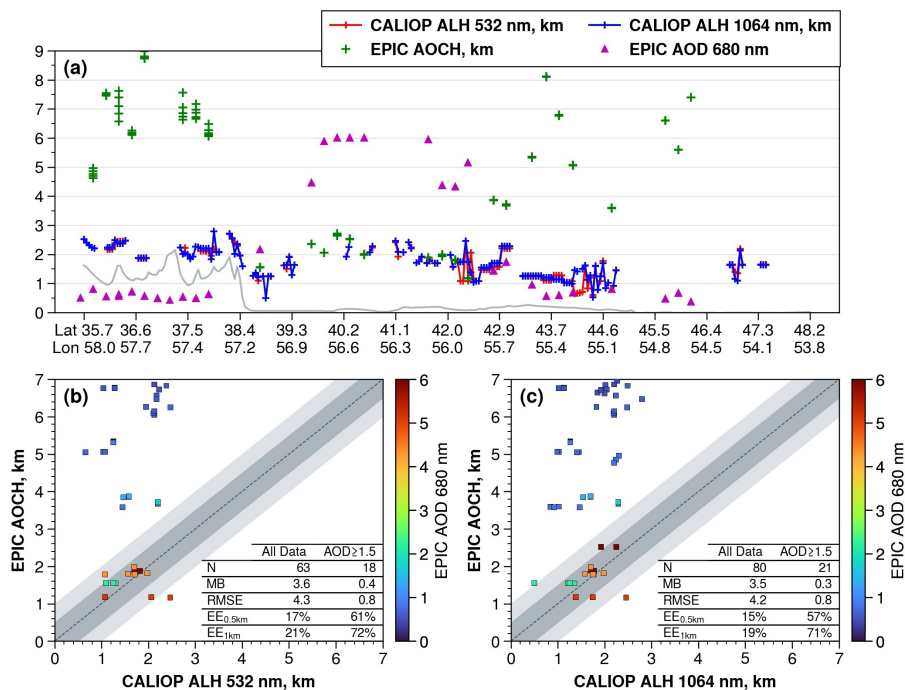 CALIOP ALH 532 nm, km
CALIOP ALH 1064 nm, km
EPIC AOCH, km
EPIC AOD 680 nm
(a)
9
8
7
6
5
4
3
2
1
0
Lat 35.7 36.6 37.5 38.4 39.3 40.2 41.1 42.0 42.9 43.7 44.6 45.5 46.4 47.3 48.2
Lon 58.0 57.7 57.4 57.2 56.9 56.6 56.3 56.0 55.7 55.4 55.1 54.8 54.5 54.1 53.8
(b)
EPIC AOCH, km
7
6
5
4
3
2
1
0
All Data AOD≥1.5
N 63 18
MB 3.6 0.4
RMSE 4.3 0.8
EE0.5km 17% 61%
EE1km 21% 72%
0 1 2 3 4 5 6 7
CALIOP ALH 532 nm, km
6
5
4
3
2
1
0
EPIC AOD 680 nm
(c)
EPIC AOCH, km
7
6
5
4
3
2
1
0
All Data AOD≥1.5
N 80 21
MB 3.5 0.3
RMSE 4.2 0.8
EE0.5km 15% 57%
EE1km 19% 71%
0 1 2 3 4 5 6 7
CALIOP ALH 1064 nm, km
6
5
4
3
2
1
0
EPIC AOD 680 nm